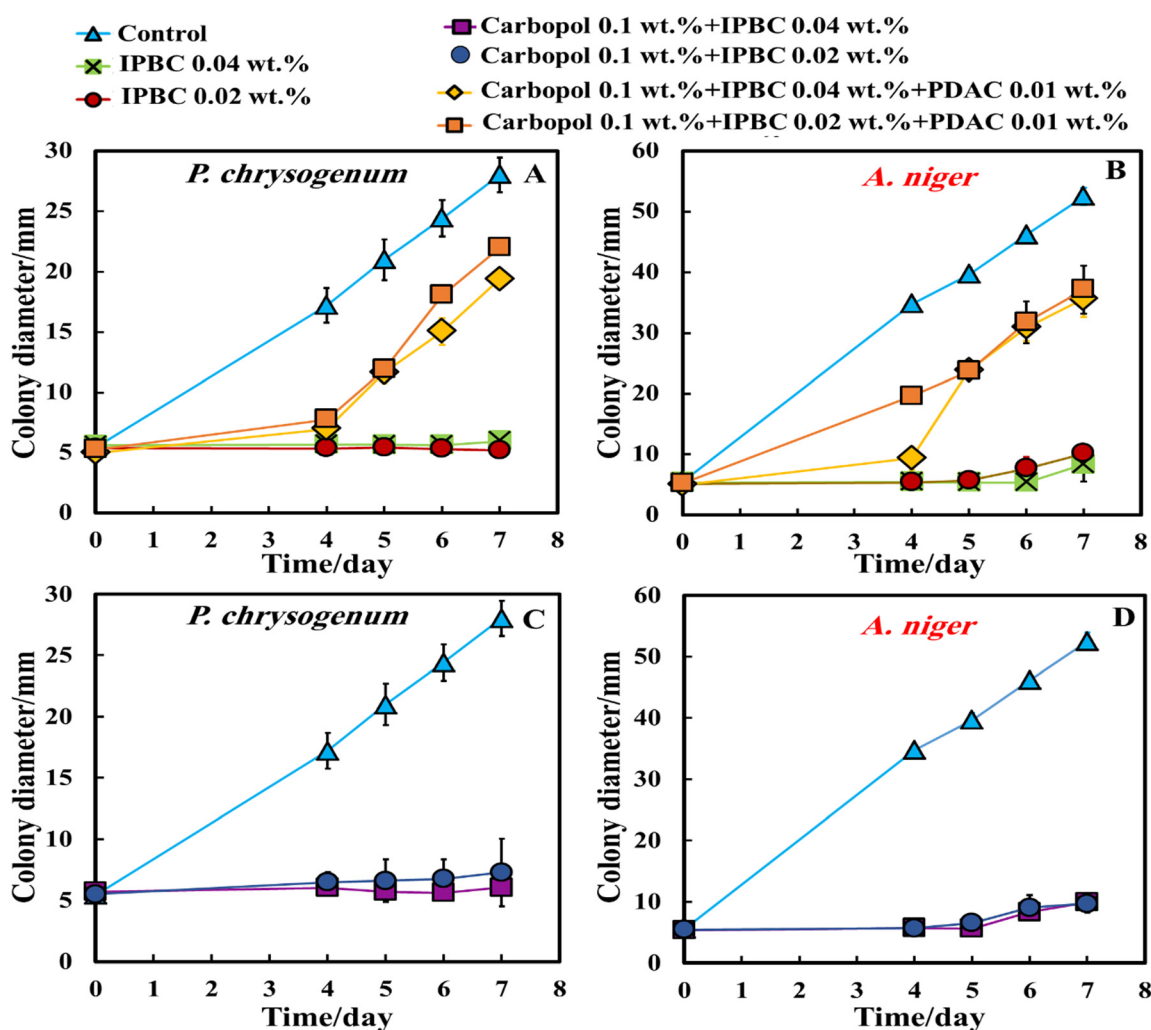 Control
IPBC 0.04 wt.%
IPBC 0.02 wt.%
Carbopol 0.1 wt.%+IPBC 0.04 wt.%
Carbopol 0.1 wt.%+IPBC 0.02 wt.%
Carbopol 0.1 wt.%+IPBC 0.04 wt.%+PDAC 0.01 wt.%
Carbopol 0.1 wt.%+IPBC 0.02 wt.%+PDAC 0.01 wt.%
P. chrysogenum A
Colony diameter/mm
30
25
20
15
10
5
0
0 1 2 3 4 5 6 7 8
Time/day
A. niger B
Colony diameter/mm
60
50
40
30
20
10
0
0 1 2 3 4 5 6 7 8
Time/day
P. chrysogenum C
Colony diameter/mm
30
25
20
15
10
5
0
0 1 2 3 4 5 6 7 8
Time/day
A. niger D
Colony diameter/mm
60
50
40
30
20
10
0
0 1 2 3 4 5 6 7 8
Time/day